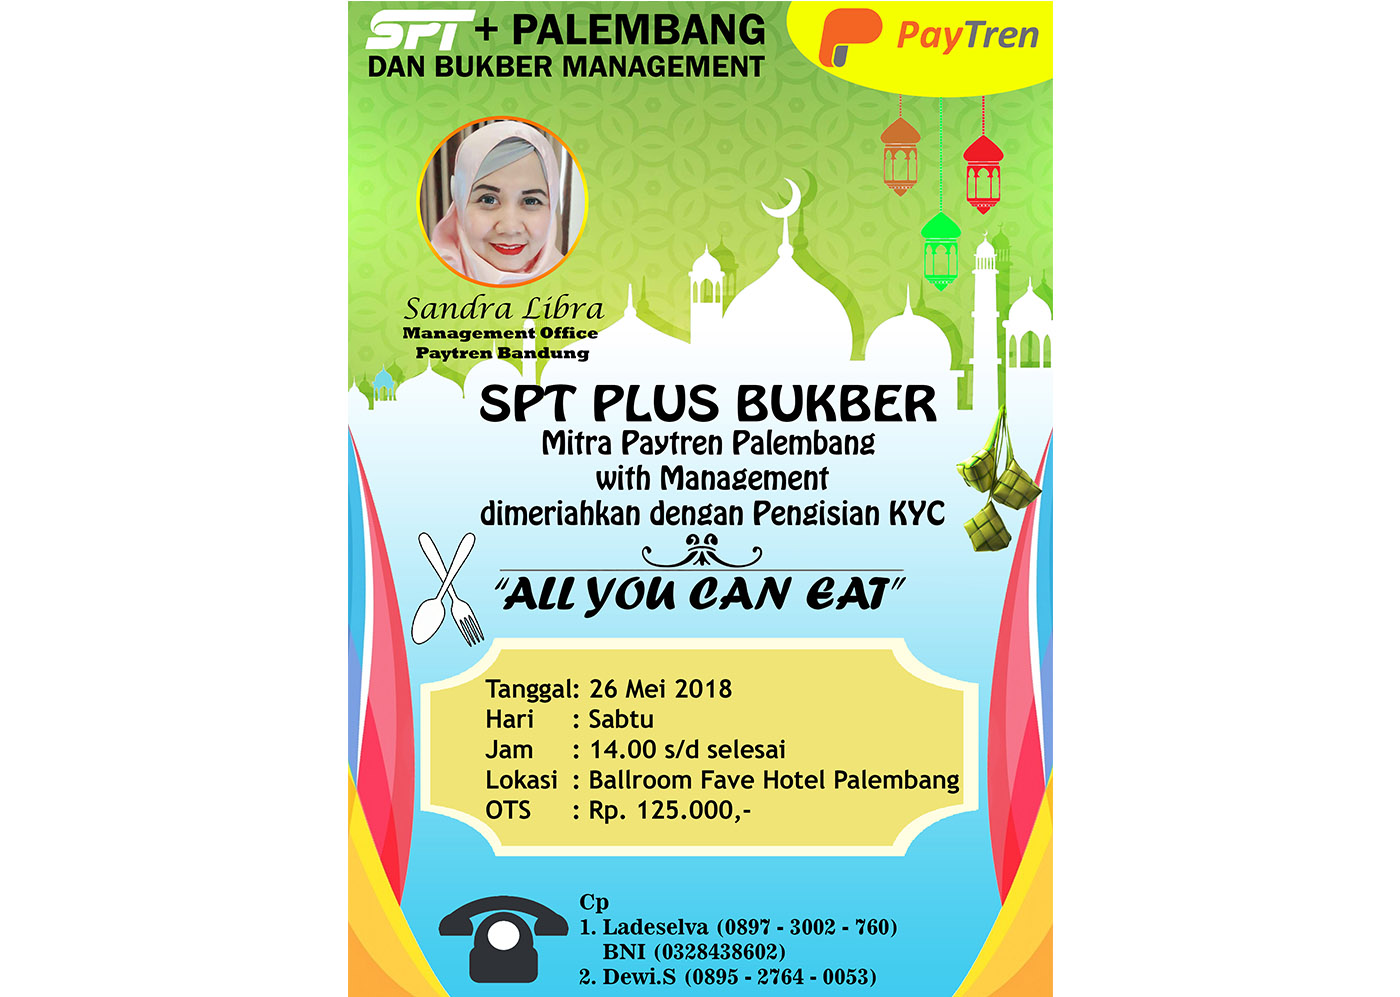 SPT + PALEMBANG
DAN BUKBER MANAGEMENT
PayTren
Sandra Libra
Management Office
Paytren Bandung
SPT PLUS BUKBER
Mitra Paytren Palembang
with Management
dimeriahkan dengan Pengisian KYC
“ALL YOU CAN EAT”
Tanggal: 26 Mei 2018
Hari : Sabtu
Jam : 14.00 s/d selesai
Lokasi : Ballroom Fave Hotel Palembang
OTS : Rp. 125.000,-
Cp
1. Ladeselva (0897 - 3002 - 760)
BNI (0328438602)
2. Dewi.S (0895 - 2764 - 0053)